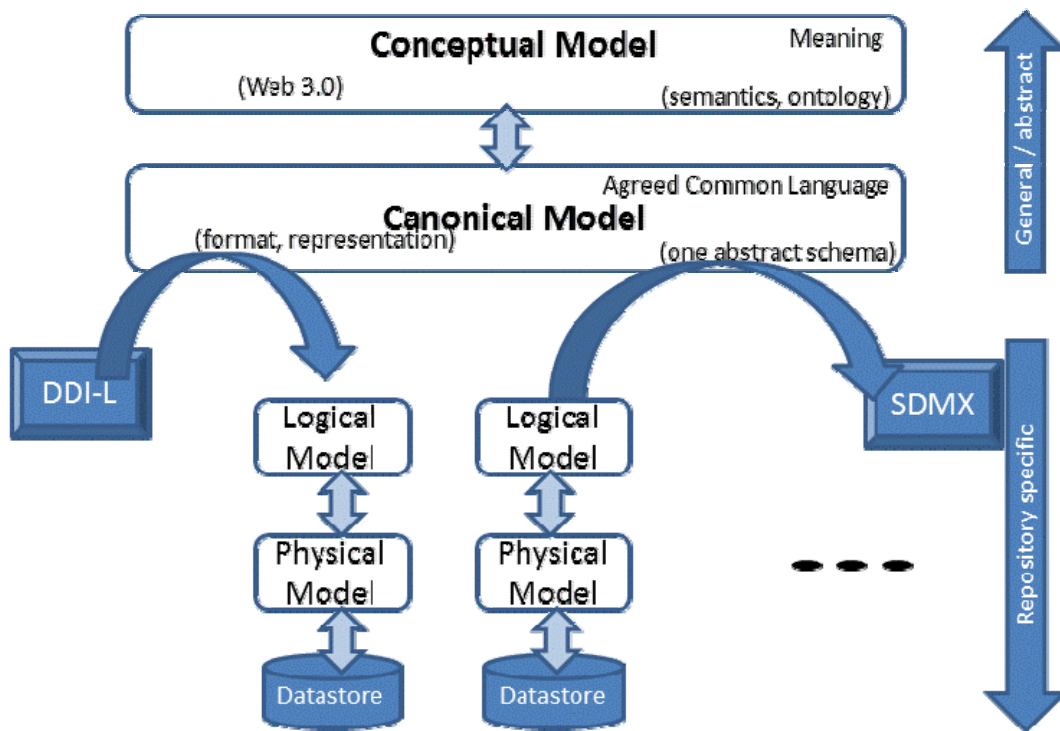 Conceptual Model
Meaning
(Web 3.0)
(semantics, ontology)
Agreed Common Language
Canonical Model
(format, representation)
(one abstract schema)
General / abstract
DDI-L
SDMX
Logical
Model
Logical
Model
Physical
Model
Physical
Model
Datastore
Datastore
Repository specific